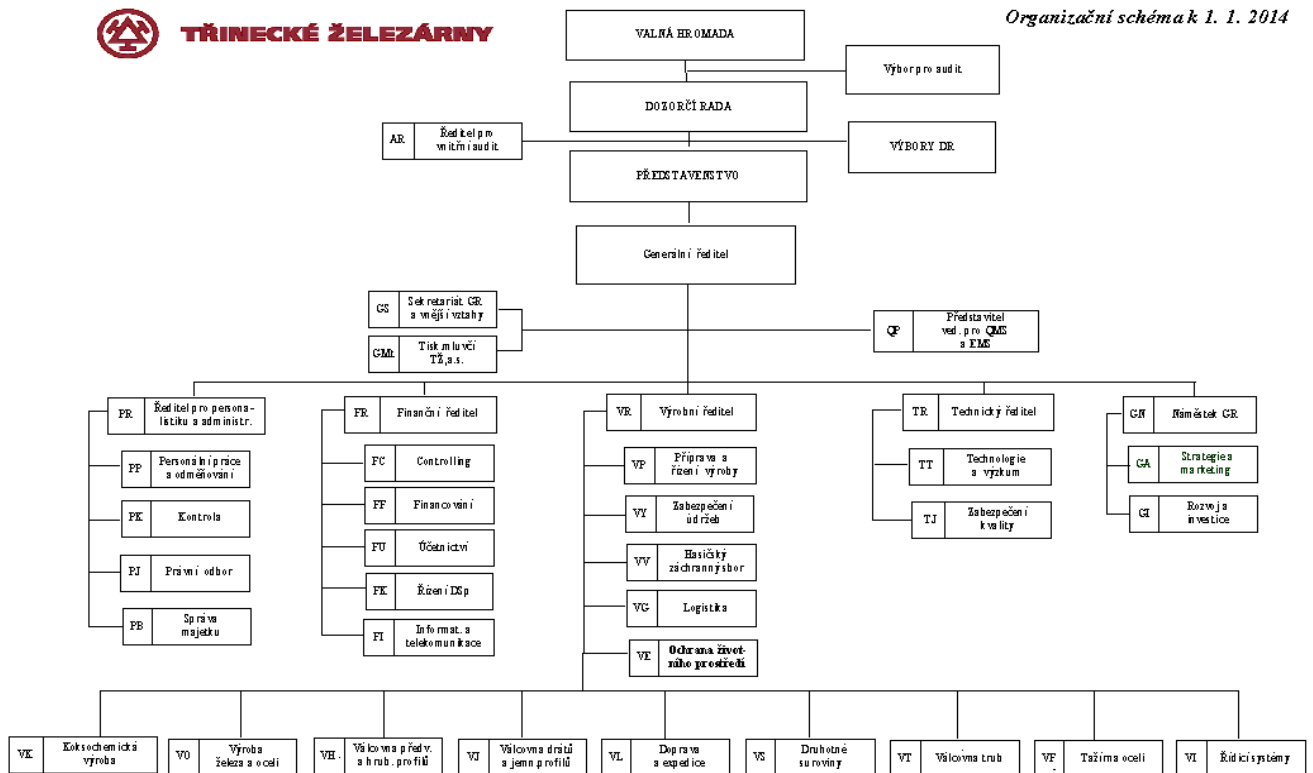 TŘINECKÉ ŽELEZÁRNY
Organizační schéma k 1. 1. 2014
VALNÁ HROMADA
Výbor pro audit
DOZORČÍ RADA
AR
Ředitel pro
vnitřní audit
VÝBORY DR
PŘEDSTAVENSTVO
Generální ředitel
GS
Sekretariát GR
a vnější vztahy
GMt
Tisk.mluvčí
TŽ,a.s.
QP
Představitel
ved. pro QMS
a EMS
PR
Ředitel pro persona-
listiku a administr.
FR
Finanční ředitel
VR
Výrobní ředitel
TR
Technický ředitel
GN
Náměstek GR
PP
Personální práce
a odměňování
PK
Kontrola
PJ
Právní odbor
PB
Správa
majetku
FC
Controlling
FF
Financování
FU
Účetnictví
FK
Řízení DSp
FI
Informat. a
telekomunikace
VP
Příprava a
řízení výroby
VY
Zabezpečení
údržeb
VV
Hasičský
záchranný sbor
VG
Logistika
VE
Ochrana život-
ního prostředí
TT
Technologie
a výzkum
TJ
Zabezpečení
kvality
GA
Strategie a
marketing
GI
Rozvoj a
investice
VK
Koksochemická
výroba
VO
Výroba
železa a oceli
VH.
Válcovna předv.
a hrub. profilů
VJ
Válcovna drátů
a jemn.profilů
VL
Doprava
a expedice
VS
Druhotné
suroviny
VT
Válcovna trub
VF
Tažírna oceli
VI
Řídící systémy